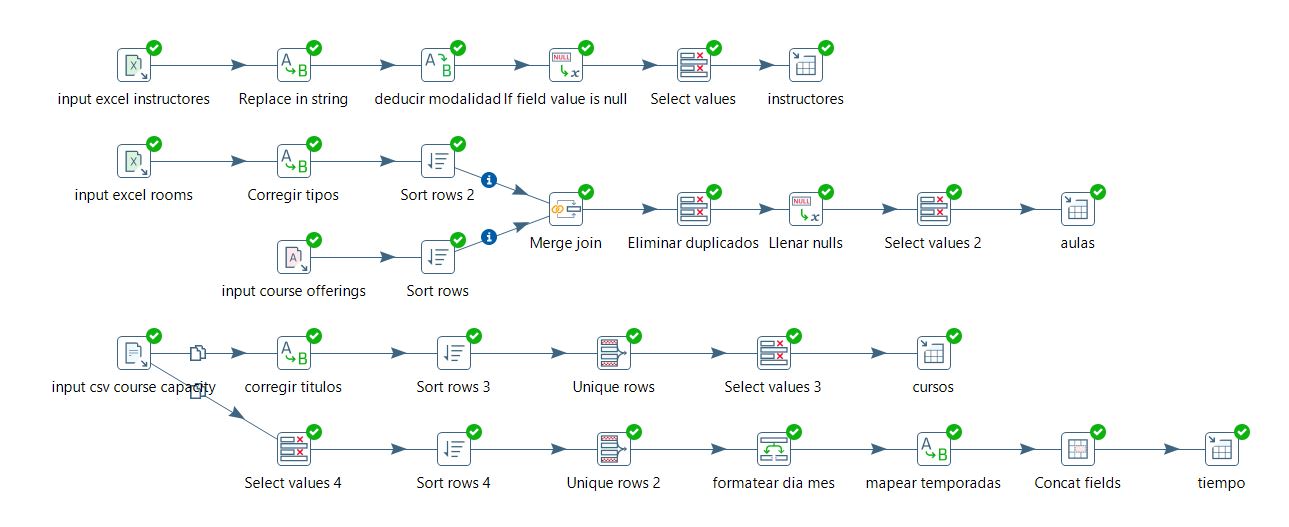 input excel instructores
Replace in string
deducir modalidad
If field value is null
Select values
instructores
input excel rooms
Corregir tipos
Sort rows 2
Merge join
Eliminar duplicados
Llenar nulls
Select values 2
aulas
input course offerings
Sort rows
input csv course capacity
corregir titulos
Sort rows 3
Unique rows
Select values 3
cursos
Select values 4
Sort rows 4
Unique rows 2
formatear dia mes
mapear temporadas
Concat fields
tiempo